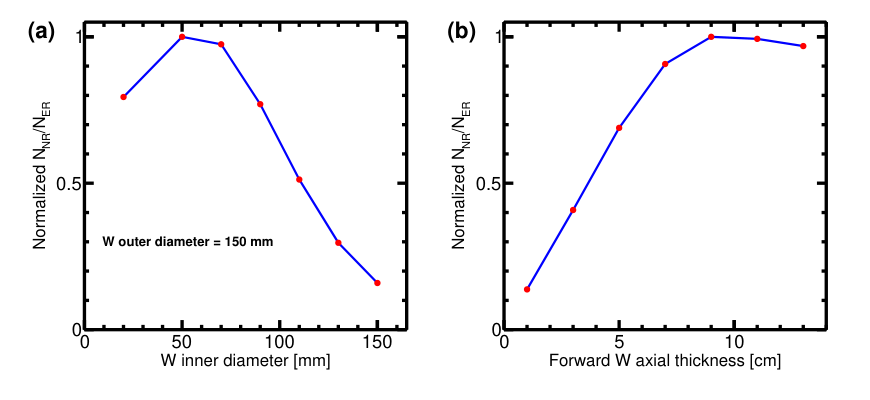 (a)
1
0.5
0
Normalized N_NR/N_ER
W outer diameter = 150 mm
0 50 100 150
W inner diameter [mm]
(b)
1
0.5
0
Normalized N_NR/N_ER
0 5 10
Forward W axial thickness [cm]